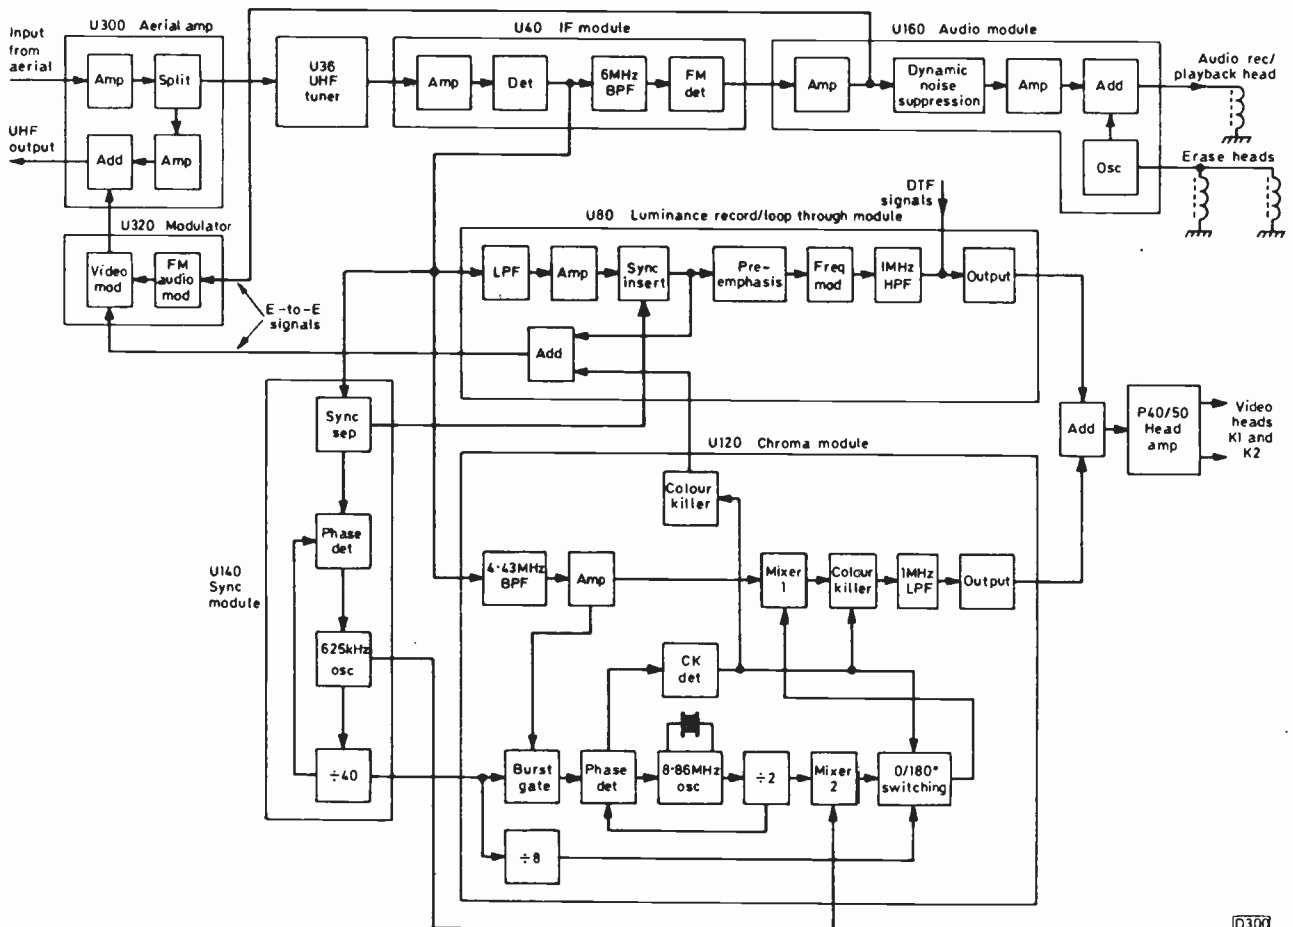 U300 Aerial amp
Input
from
aerial
Amp
Split
UHF
output
Add
Amp
U320 Modulator
Video
mod
FM
audio
mod
E-to-E
signals
U36
UHF
tuner
U40 IF module
Amp
Det
6MHz
BPF
FM
det
U160 Audio module
Amp
Dynamic
noise
suppression
Amp
Add
Osc
Audio rec/
playback head
Erase heads
DTF
signals
U80 Luminance record/loop through module
LPF
Amp
Sync
insert
Pre-
emphasis
Freq
mod
1MHz
HPF
Output
Add
Add
P40/50
Head
amp
Video
heads
K1 and
K2
U140
Sync
module
Sync
sep
Phase
det
625kHz
osc
÷40
U120 Chroma module
Colour
killer
4·43MHz
BPF
Amp
Mixer
1
Colour
killer
1MHz
LPF
Output
CK
det
Burst
gate
Phase
det
8·86MHz
osc
÷2
Mixer
2
0/180°
switching
÷8
D300